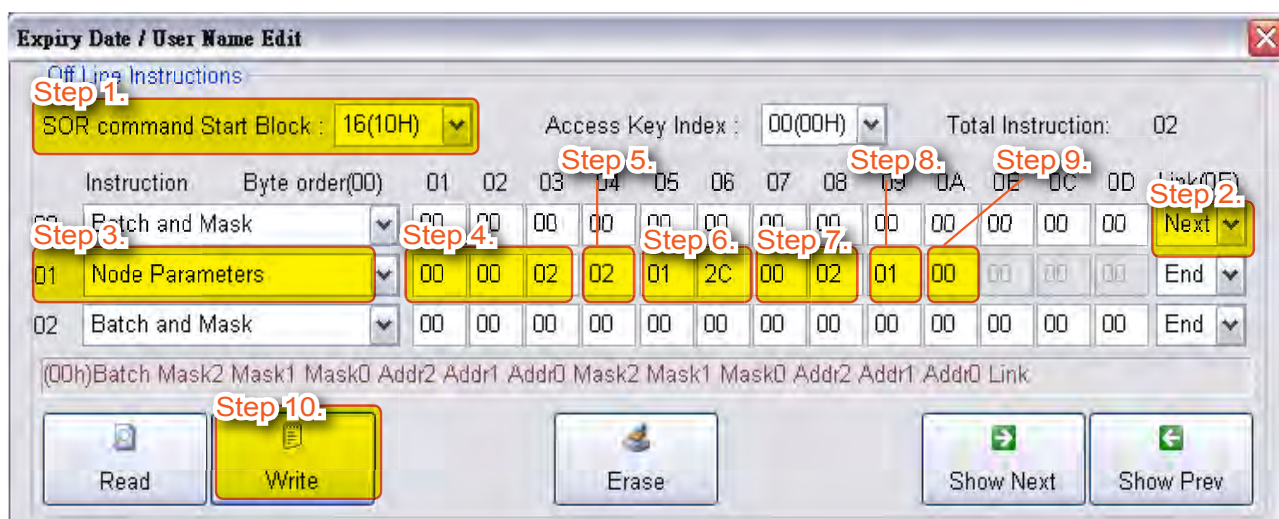 Expiry Date / User Name Edit
Off Line Instructions
Step 1.
SOR command Start Block : 16(10H) Access Key Index : 00(00H) Total Instruction: 02
Step 5. Step 8. Step 9.
Instruction Byte order(00) 01 02 03 04 05 06 07 08 09 0A 0B 0C 0D Link(0E)
Step 2.
Batch and Mask 00 00 00 00 00 00 00 00 00 00 00 00 00 Next
Step 3. Step 4. Step 6. Step 7.
01 Node Parameters 00 00 02 02 01 2C 00 02 01 00 00 00 00 End
02 Batch and Mask 00 00 00 00 00 00 00 00 00 00 00 00 00 End
(00h)Batch Mask2 Mask1 Mask0 Addr2 Addr1 Addr0 Mask2 Mask1 Mask0 Addr2 Addr1 Addr0 Link
Step 10.
Read Write Erase Show Next Show Prev